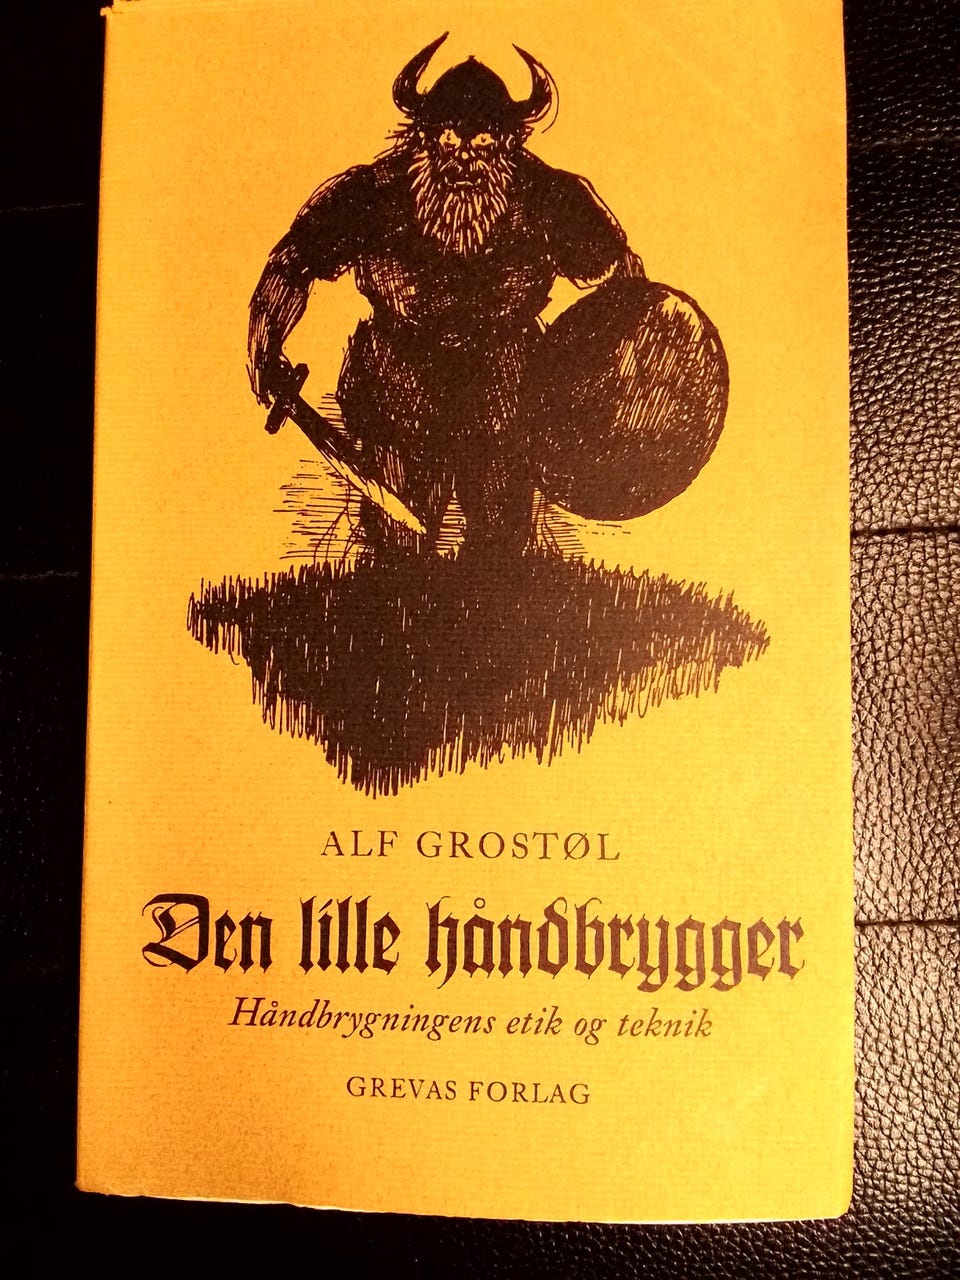 ALF GROSTØL
Den lille håndbrygger
Håndbrygningens etik og teknik
GREVAS FORLAG